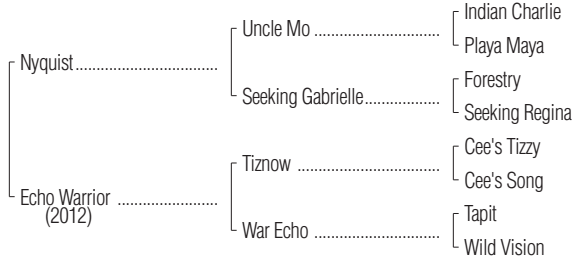 Indian Charlie
Uncle Mo
Playa Maya
Nyquist
Forestry
Seeking Gabrielle
Seeking Regina
Cee's Tizzy
Tiznow
Cee's Song
Echo Warrior
(2012)
Tapit
War Echo
Wild Vision